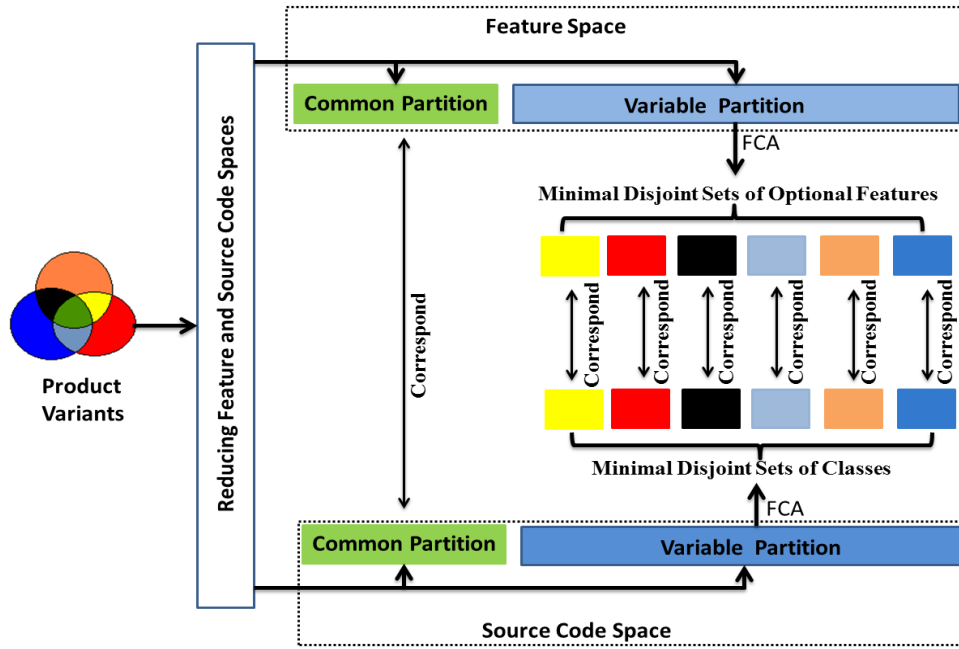 Feature Space
Common Partition
Variable Partition
FCA
Minimal Disjoint Sets of Optional Features
Reducing Feature and Source Code Spaces
Product
Variants
Correspond
Correspond
Correspond
Correspond
Correspond
Correspond
Correspond
Minimal Disjoint Sets of Classes
FCA
Common Partition
Variable Partition
Source Code Space